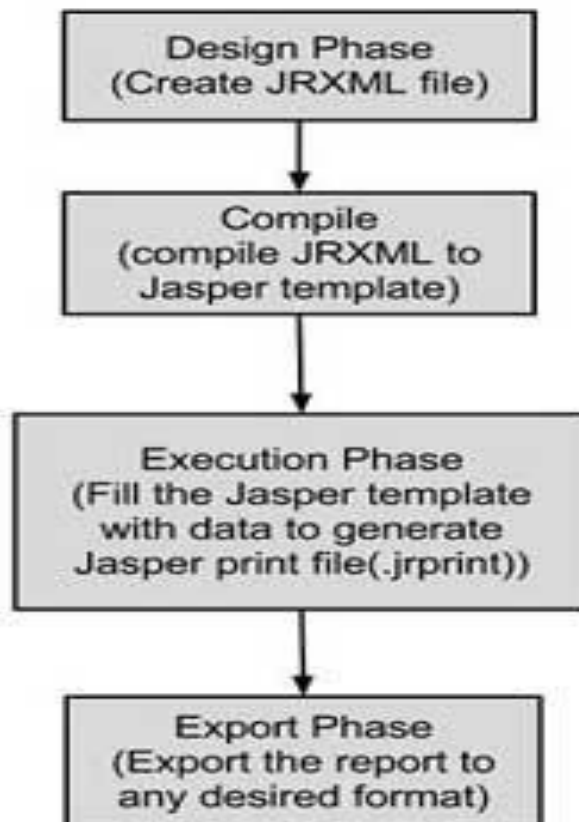 Design Phase
(Create JRXML file)
Compile
(compile JRXML to
Jasper template)
Execution Phase
(Fill the Jasper template
with data to generate
Jasper print file(.jrprint))
Export Phase
(Export the report to
any desired format)